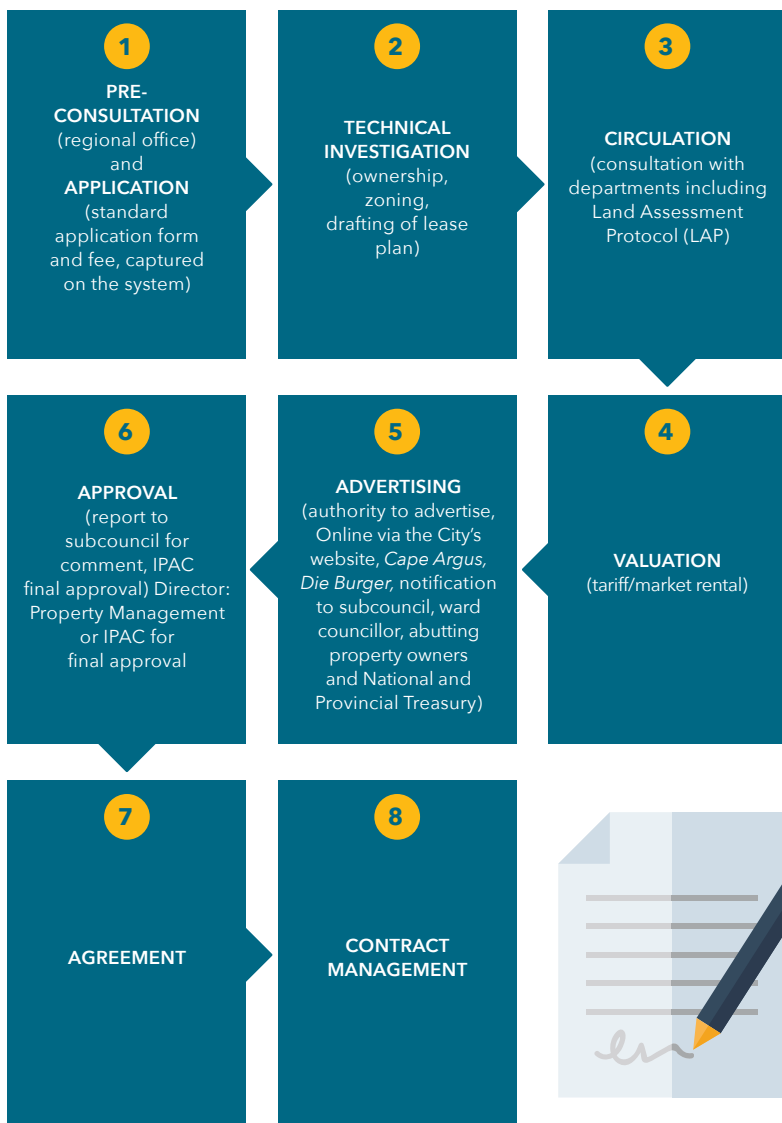 1
PRE-
CONSULTATION
(regional office)
and
APPLICATION
(standard
application form
and fee, captured
on the system)
2
TECHNICAL
INVESTIGATION
(ownership,
zoning,
drafting of lease
plan)
3
CIRCULATION
(consultation with
departments including
Land Assessment
Protocol (LAP)
4
VALUATION
(tariff/market rental)
5
ADVERTISING
(authority to advertise,
Online via the City's
website, Cape Argus,
Die Burger, notification
to subcouncil, ward
councillor, abutting
property owners
and National and
Provincial Treasury)
6
APPROVAL
(report to
subcouncil for
comment, IPAC
final approval) Director:
Property Management
or IPAC for
final approval
7
AGREEMENT
8
CONTRACT
MANAGEMENT